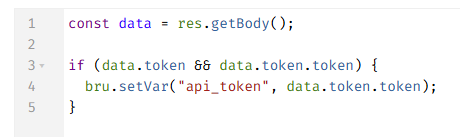 1 const data = res.getBody();
2
3 if (data.token && data.token.token) {
4   bru.setVar("api_token", data.token.token);
5 }